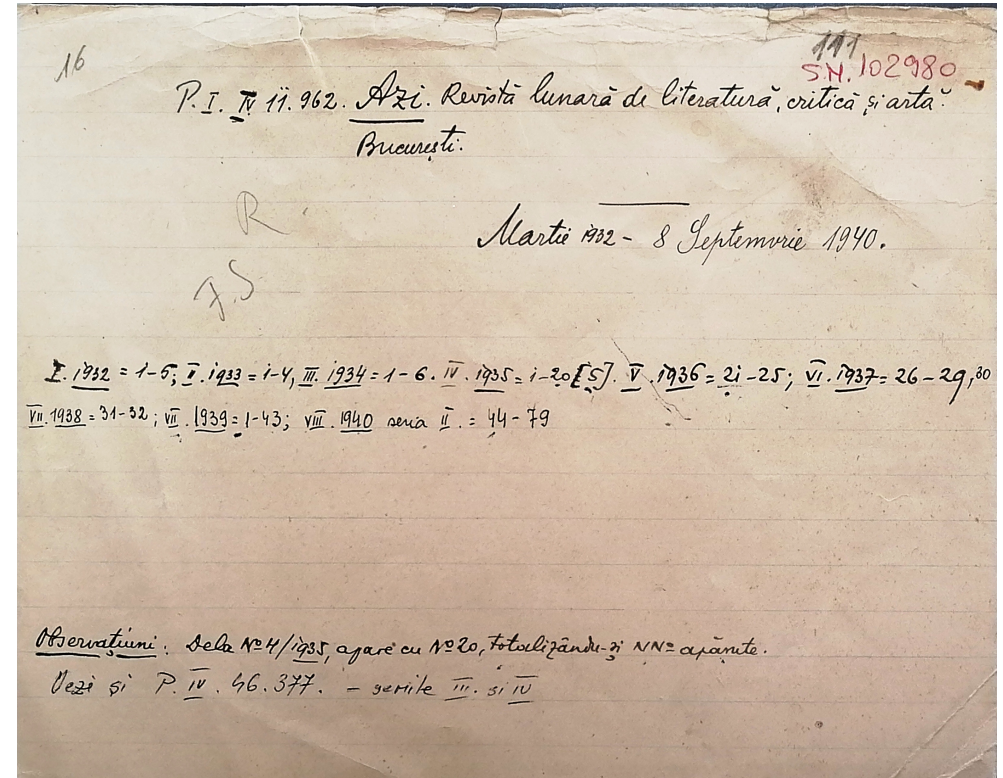 16
111
S.N. 102980
P. I. IV 11.962. Azi. Revistă lunară de literatură, critică și artă.
București.
R
Martie 1932 - 8 Septemvrie 1940.
F.S
I. 1932 = 1-5; II. 1933 = 1-4, III. 1934 = 1-6. IV. 1935 = 1-20 [5]. V. 1936 = 21-25; VI. 1937 = 26-29, 30
VII. 1938 = 31-32; VII. 1939 = 1-43; VIII. 1940 seria II. = 44-79
Observațiuni: Dela Nº 4/1935, apare cu Nº 20, totalizându-și NNº apărute.
Vezi și P. IV. 46.377. - seriile III. si IV